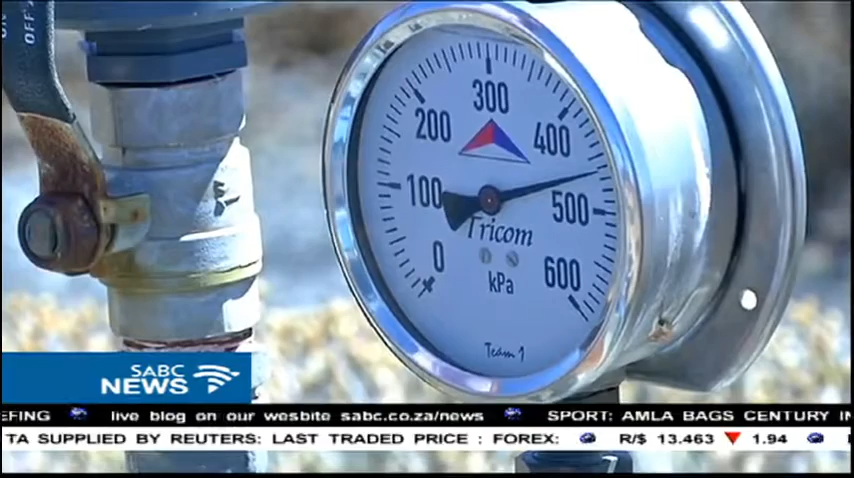 OFF
300
200
400
100
500
Tricom
0
600
kPa
Team 1
SABC
NEWS
EFING live blog on our wesbite sabc.co.za/news SPORT: AMLA BAGS CENTURY IN
TA SUPPLIED BY REUTERS: LAST TRADED PRICE : FOREX: R/$ 13.463 1.94